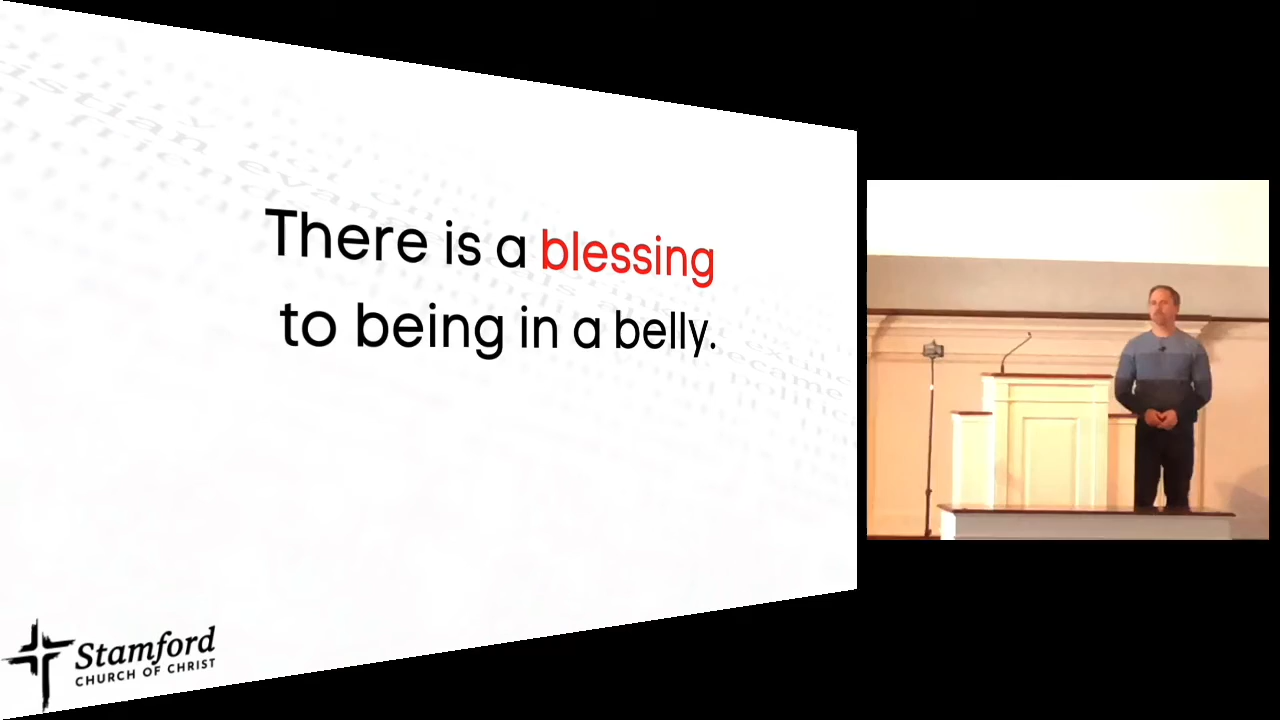 There is a blessing
to being in a belly.
Stamford
CHURCH OF CHRIST